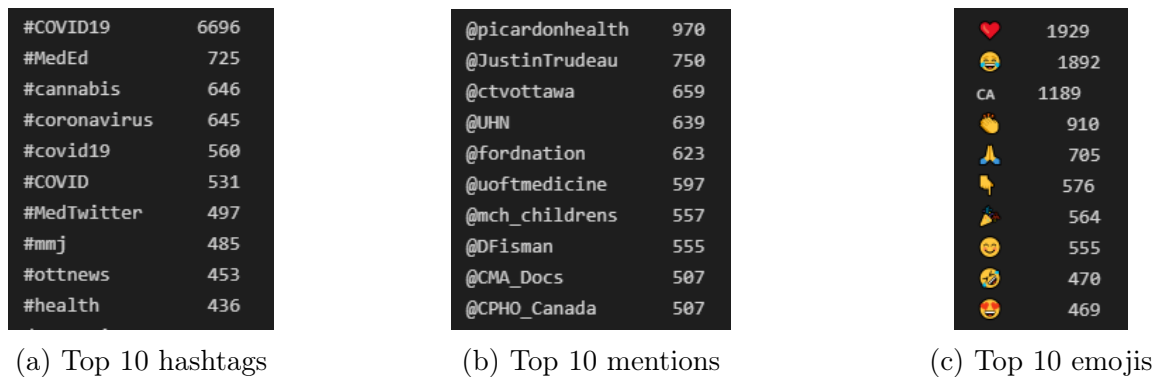 #COVID19 6696
#MedEd 725
#cannabis 646
#coronavirus 645
#covid19 560
#COVID 531
#MedTwitter 497
#mmj 485
#ottnews 453
#health 436
(a) Top 10 hashtags
@picardonhealth 970
@JustinTrudeau 750
@ctvottawa 659
@UHN 639
@fordnation 623
@uoftmedicine 597
@mch_childrens 557
@DFisman 555
@CMA_Docs 507
@CPHO_Canada 507
(b) Top 10 mentions
❤️ 1929
😂 1892
CA 1189
👏 910
🙏 705
👇 576
🎉 564
😊 555
🤣 470
😍 469
(c) Top 10 emojis